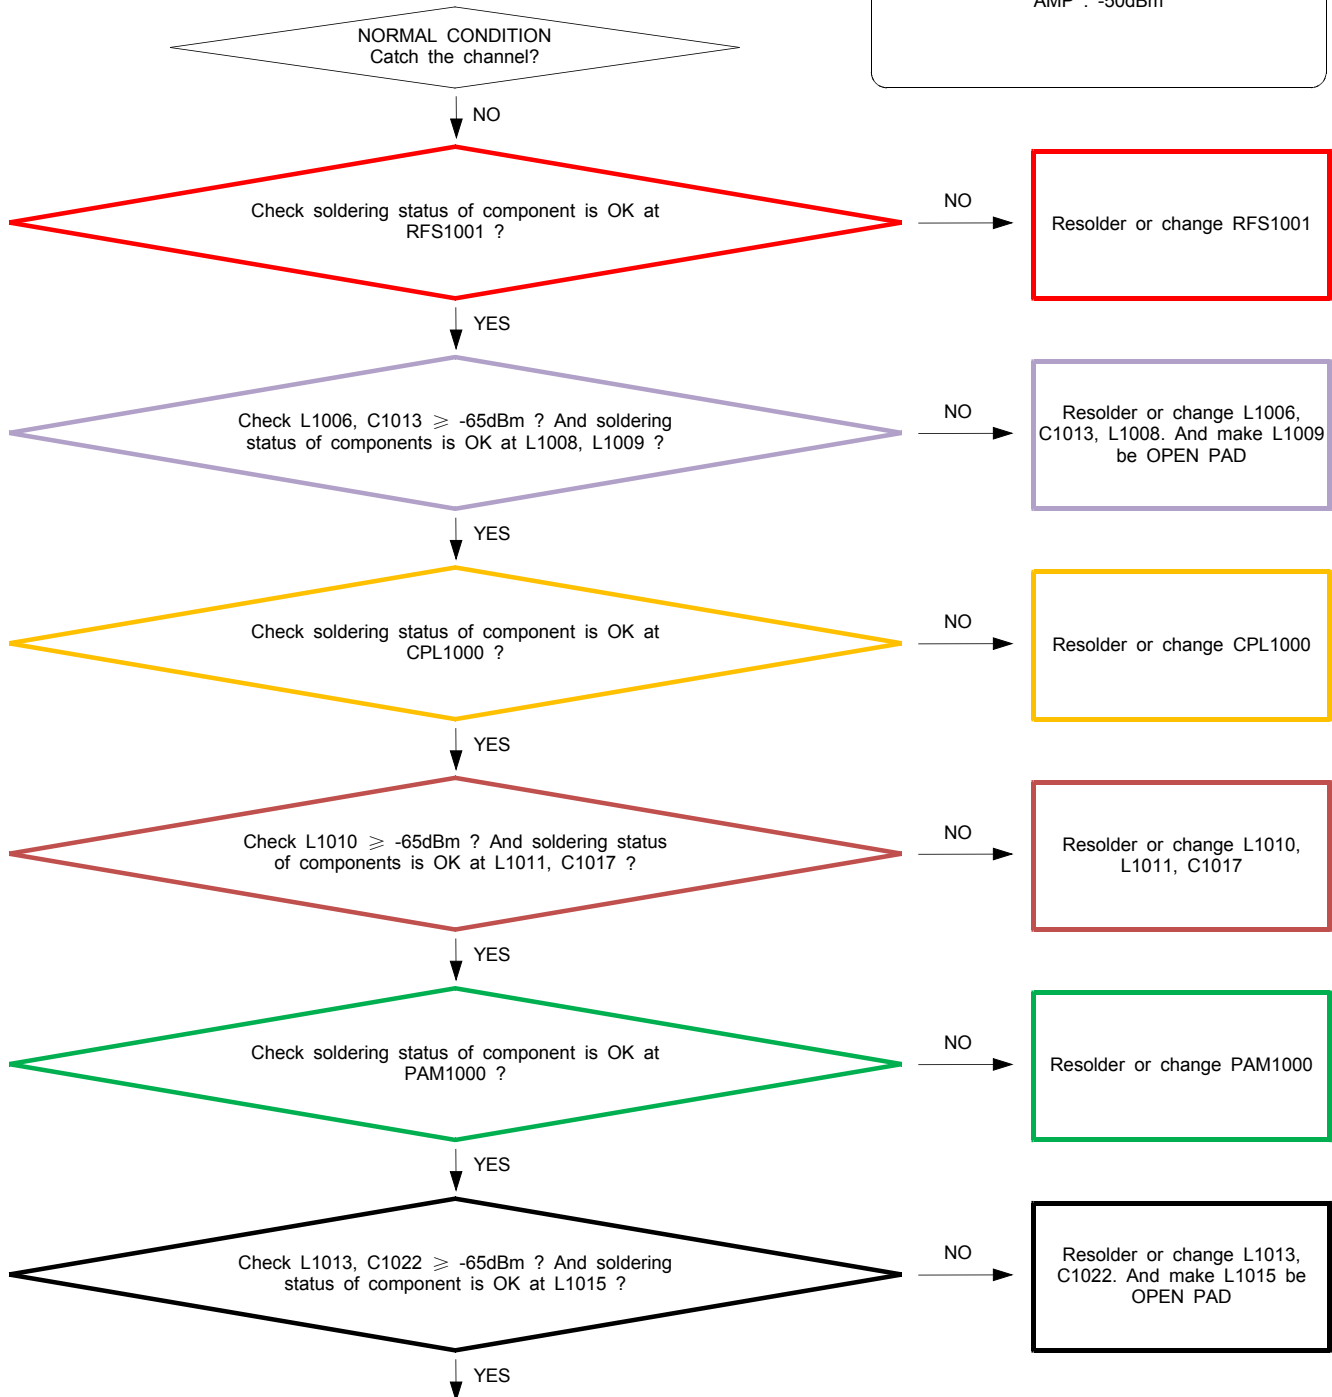 AMP : -50dBm
NORMAL CONDITION
Catch the channel?
NO
Check soldering status of component is OK at
RFS1001 ?
NO
Resolder or change RFS1001
YES
Check L1006, C1013 ≥ -65dBm ? And soldering
status of components is OK at L1008, L1009 ?
NO
Resolder or change L1006,
C1013, L1008. And make L1009
be OPEN PAD
YES
Check soldering status of component is OK at
CPL1000 ?
NO
Resolder or change CPL1000
YES
Check L1010 ≥ -65dBm ? And soldering status
of components is OK at L1011, C1017 ?
NO
Resolder or change L1010,
L1011, C1017
YES
Check soldering status of component is OK at
PAM1000 ?
NO
Resolder or change PAM1000
YES
Check L1013, C1022 ≥ -65dBm ? And soldering
status of component is OK at L1015 ?
NO
Resolder or change L1013,
C1022. And make L1015 be
OPEN PAD
YES